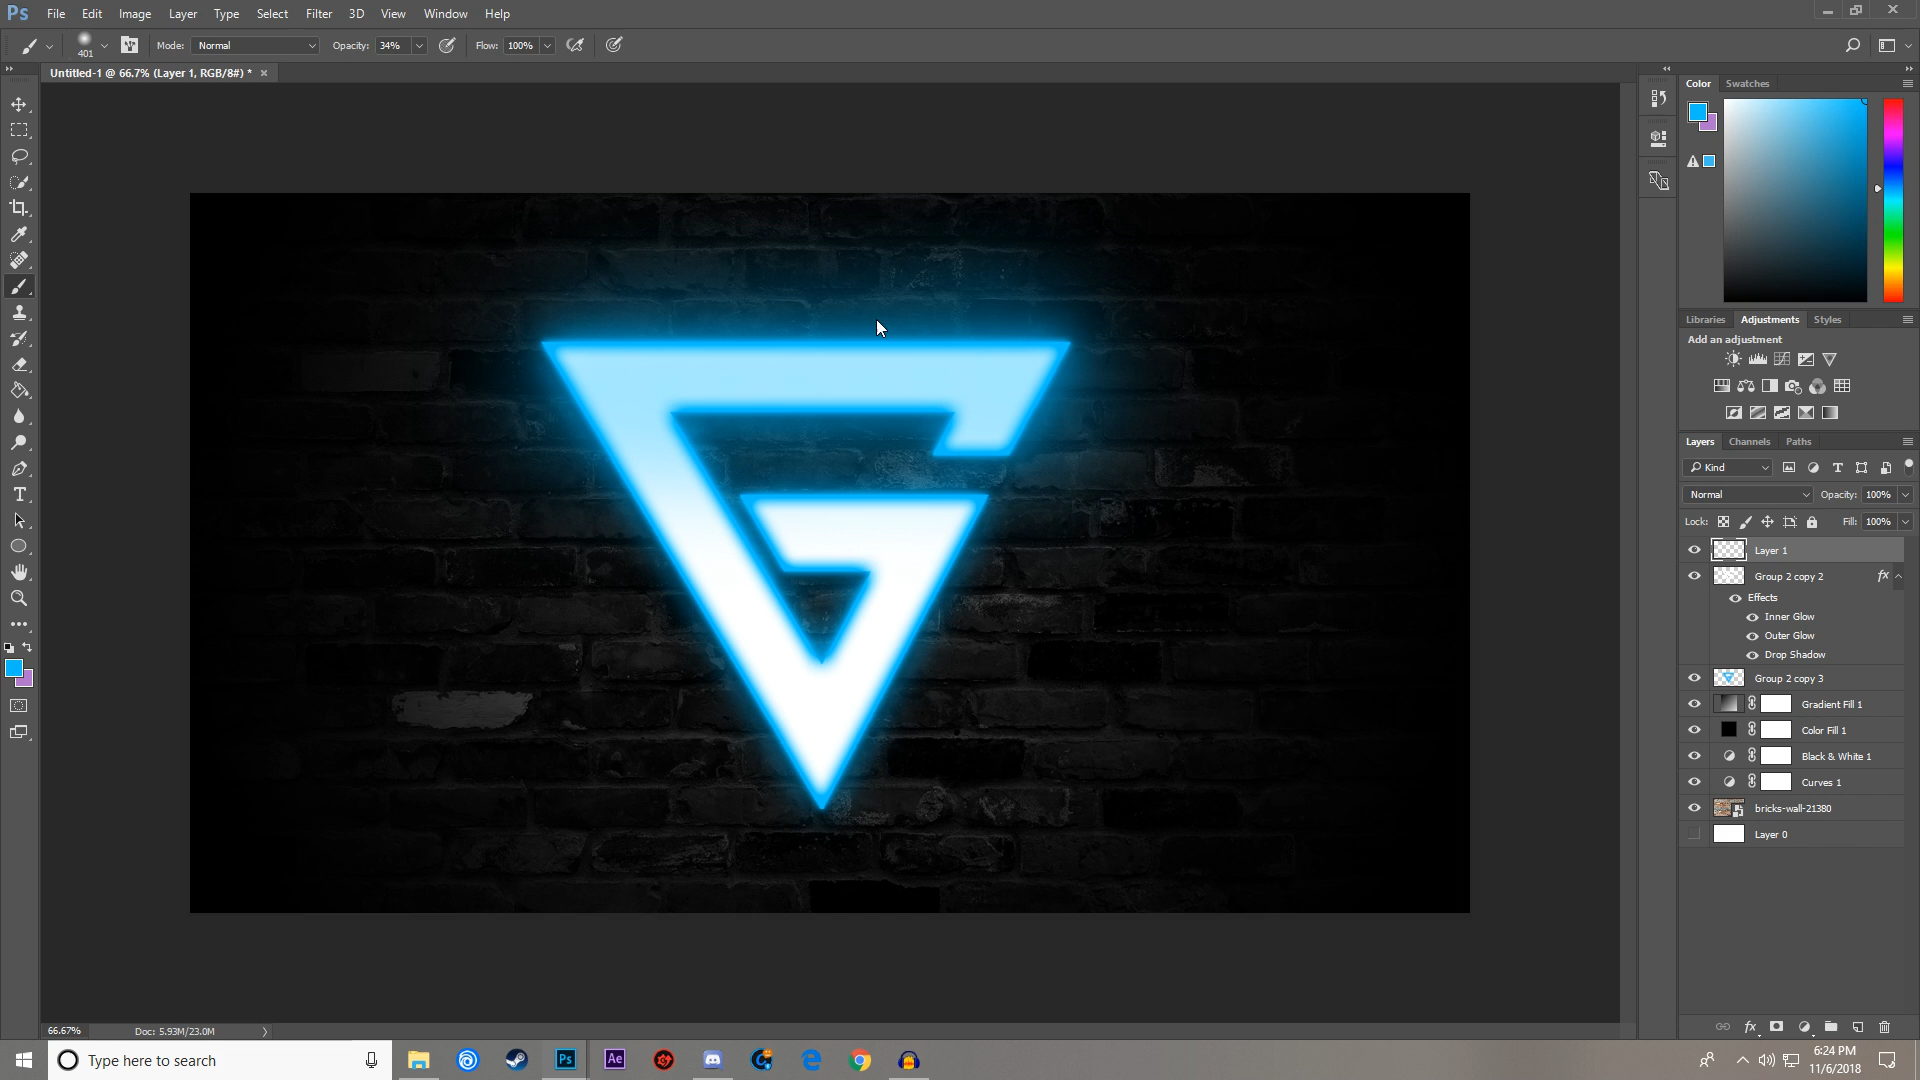 Ps File Edit Image Layer Type Select Filter 3D View Window Help
401 Mode: Normal Opacity: 34% Flow: 100%
Untitled-1 @ 66.7% (Layer 1, RGB/8#) *
Color Swatches
Libraries Adjustments Styles
Add an adjustment
Layers Channels Paths
Kind
Normal Opacity: 100%
Lock: Fill: 100%
Layer 1
Group 2 copy 2 fx
Effects
Inner Glow
Outer Glow
Drop Shadow
Group 2 copy 3
Gradient Fill 1
Color Fill 1
Black & White 1
Curves 1
bricks-wall-21380
Layer 0
fx
66.67% Doc: 5.93M/23.0M
Type here to search
Ps Ae
6:24 PM
11/6/2018